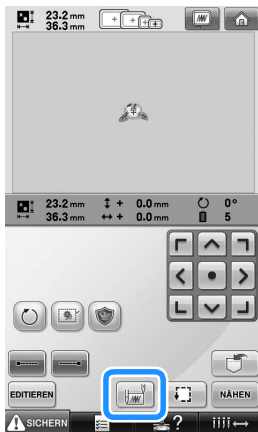 23.2 mm
36.3 mm
23.2 mm ↕ + 0.0 mm 0°
36.3 mm ↔ + 0.0 mm 5
EDITIEREN
NÄHEN
SICHERN
?